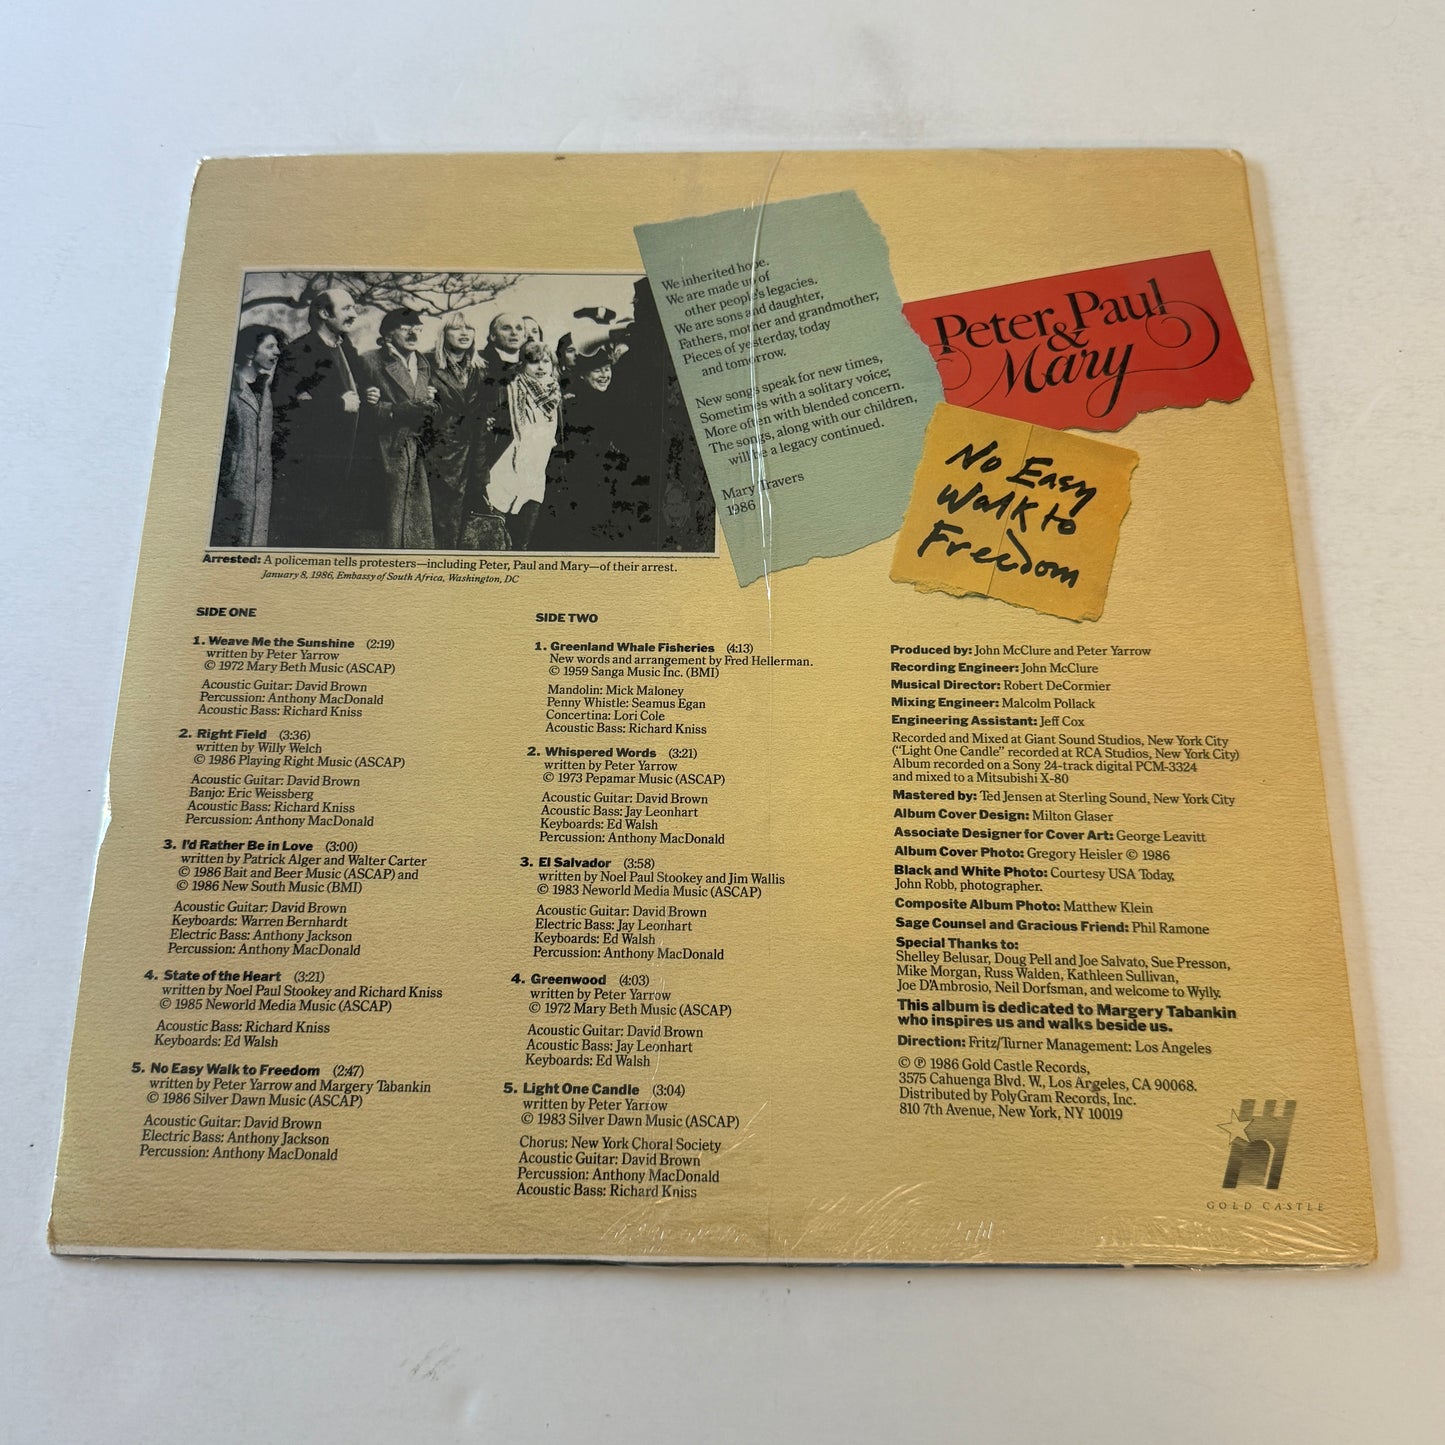 We inherited hope.
We are made up of
other people's legacies.
We are sons and daughter,
Fathers, mother and grandmother;
Pieces of yesterday, today
and tomorrow.
New songs speak for new times,
Sometimes with a solitary voice;
More often with blended concern.
The songs, along with our children,
will be a legacy continued.
Mary Travers
1986
Peter, Paul
&
Mary
No Easy
Walk to
Freedom
Arrested: A policeman tells protesters—including Peter, Paul and Mary—of their arrest.
January 8, 1986, Embassy of South Africa, Washington, DC
SIDE ONE
1. Weave Me the Sunshine (2:19)
written by Peter Yarrow
© 1972 Mary Beth Music (ASCAP)
Acoustic Guitar: David Brown
Percussion: Anthony MacDonald
Acoustic Bass: Richard Kniss
2. Right Field (3:36)
written by Willy Welch
© 1986 Playing Right Music (ASCAP)
Acoustic Guitar: David Brown
Banjo: Eric Weissberg
Acoustic Bass: Richard Kniss
Percussion: Anthony MacDonald
3. I'd Rather Be in Love (3:00)
written by Patrick Alger and Walter Carter
© 1986 Bait and Beer Music (ASCAP) and
© 1986 New South Music (BMI)
Acoustic Guitar: David Brown
Keyboards: Warren Bernhardt
Electric Bass: Anthony Jackson
Percussion: Anthony MacDonald
4. State of the Heart (3:21)
written by Noel Paul Stookey and Richard Kniss
© 1985 Neworld Media Music (ASCAP)
Acoustic Bass: Richard Kniss
Keyboards: Ed Walsh
5. No Easy Walk to Freedom (2:47)
written by Peter Yarrow and Margery Tabankin
© 1986 Silver Dawn Music (ASCAP)
Acoustic Guitar: David Brown
Electric Bass: Anthony Jackson
Percussion: Anthony MacDonald
SIDE TWO
1. Greenland Whale Fisheries (4:13)
New words and arrangement by Fred Hellerman.
© 1959 Sanga Music Inc. (BMI)
Mandolin: Mick Maloney
Penny Whistle: Seamus Egan
Concertina: Lori Cole
Acoustic Bass: Richard Kniss
2. Whispered Words (3:21)
written by Peter Yarrow
© 1973 Pepamar Music (ASCAP)
Acoustic Guitar: David Brown
Acoustic Bass: Jay Leonhart
Keyboards: Ed Walsh
Percussion: Anthony MacDonald
3. El Salvador (3:58)
written by Noel Paul Stookey and Jim Wallis
© 1983 Neworld Media Music (ASCAP)
Acoustic Guitar: David Brown
Electric Bass: Jay Leonhart
Keyboards: Ed Walsh
Percussion: Anthony MacDonald
4. Greenwood (4:03)
written by Peter Yarrow
© 1972 Mary Beth Music (ASCAP)
Acoustic Guitar: David Brown
Acoustic Bass: Jay Leonhart
Keyboards: Ed Walsh
5. Light One Candle (3:04)
written by Peter Yarrow
© 1983 Silver Dawn Music (ASCAP)
Chorus: New York Choral Society
Acoustic Guitar: David Brown
Percussion: Anthony MacDonald
Acoustic Bass: Richard Kniss
Produced by: John McClure and Peter Yarrow
Recording Engineer: John McClure
Musical Director: Robert DeCormier
Mixing Engineer: Malcolm Pollack
Engineering Assistant: Jeff Cox
Recorded and Mixed at Giant Sound Studios, New York City
("Light One Candle" recorded at RCA Studios, New York City)
Album recorded on a Sony 24-track digital PCM-3324
and mixed to a Mitsubishi X-80
Mastered by: Ted Jensen at Sterling Sound, New York City
Album Cover Design: Milton Glaser
Associate Designer for Cover Art: George Leavitt
Album Cover Photo: Gregory Heisler © 1986
Black and White Photo: Courtesy USA Today,
John Robb, photographer.
Composite Album Photo: Matthew Klein
Sage Counsel and Gracious Friend: Phil Ramone
Special Thanks to:
Shelley Belusar, Doug Pell and Joe Salvato, Sue Presson,
Mike Morgan, Russ Walden, Kathleen Sullivan,
Joe D'Ambrosio, Neil Dorfsman, and welcome to Wylly.
This album is dedicated to Margery Tabankin
who inspires us and walks beside us.
Direction: Fritz/Turner Management: Los Angeles
© ℗ 1986 Gold Castle Records,
3575 Cahuenga Blvd. W., Los Angeles, CA 90068.
Distributed by PolyGram Records, Inc.
810 7th Avenue, New York, NY 10019
GOLD CASTLE